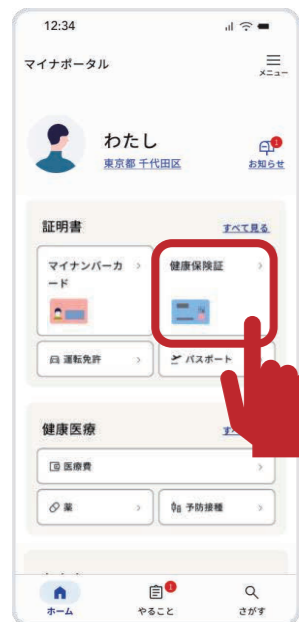 12:34
マイナポータル
メニュー
わたし
東京都 千代田区
1
お知らせ
証明書
すべて見る
マイナンバーカ
ード
健康保険証
運転免許
パスポート
健康医療
医療費
薬
予防接種
1
ホーム
やること
さがす